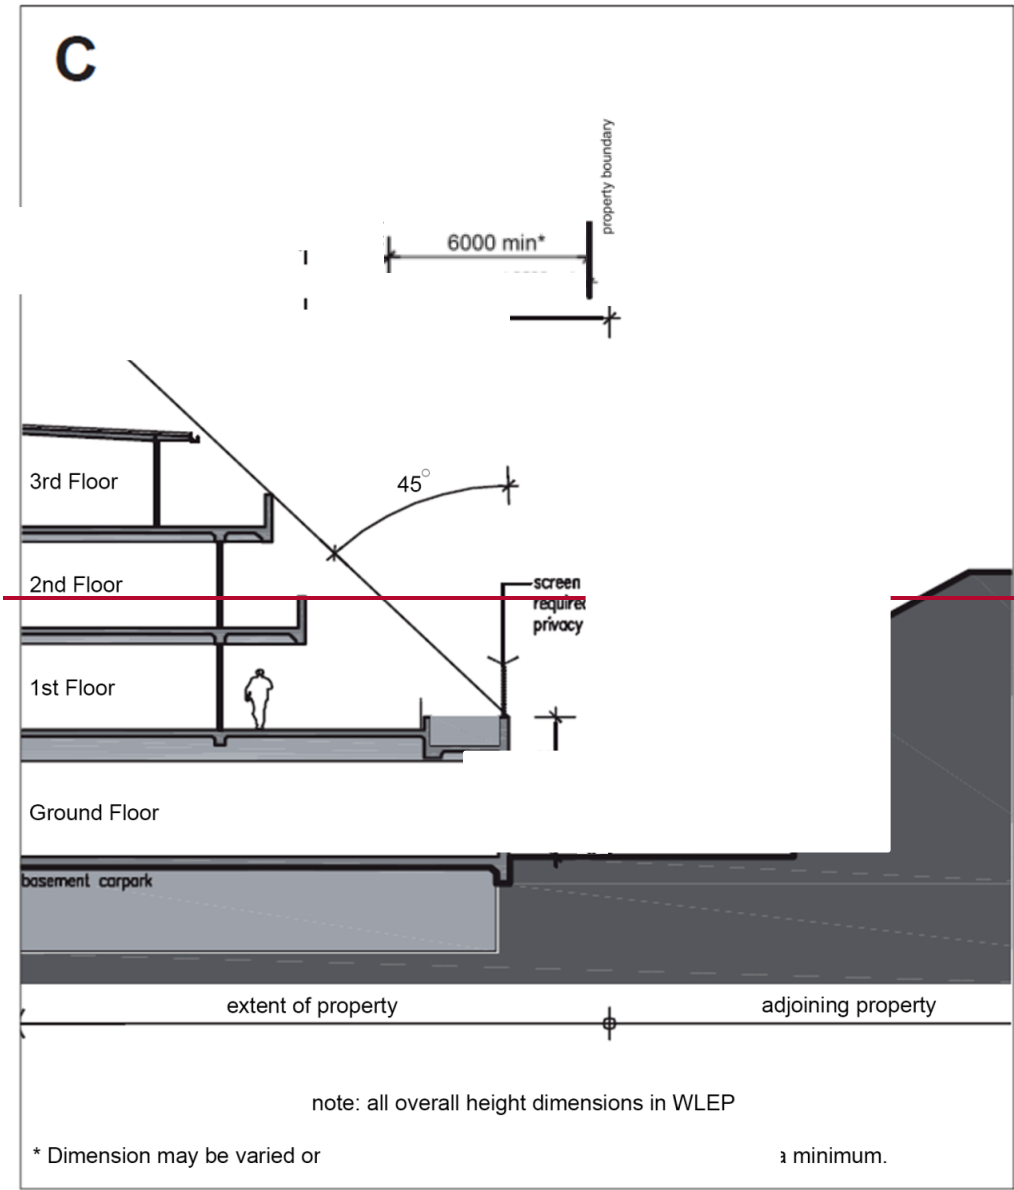 C
property boundary
6000 min*
3rd Floor
45°
2nd Floor
screen
privacy
1st Floor
Ground Floor
basement carpark
extent of property
adjoining property
note: all overall height dimensions in WLEP
* Dimension may be varied or
a minimum.